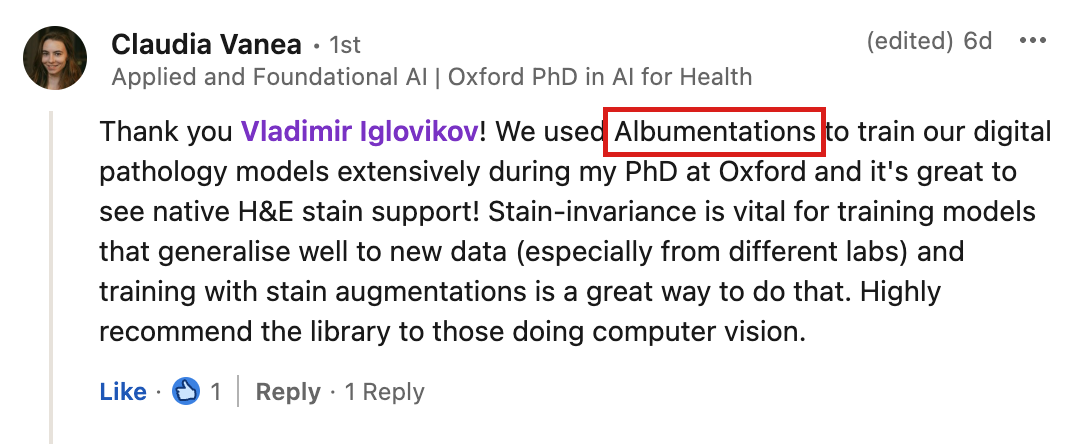 Claudia Vanea • 1st
(edited) 6d •••
Applied and Foundational AI | Oxford PhD in AI for Health
Thank you Vladimir Iglovikov! We used Albumentations to train our digital
pathology models extensively during my PhD at Oxford and it's great to
see native H&E stain support! Stain-invariance is vital for training models
that generalise well to new data (especially from different labs) and
training with stain augmentations is a great way to do that. Highly
recommend the library to those doing computer vision.
Like · 1 | Reply · 1 Reply